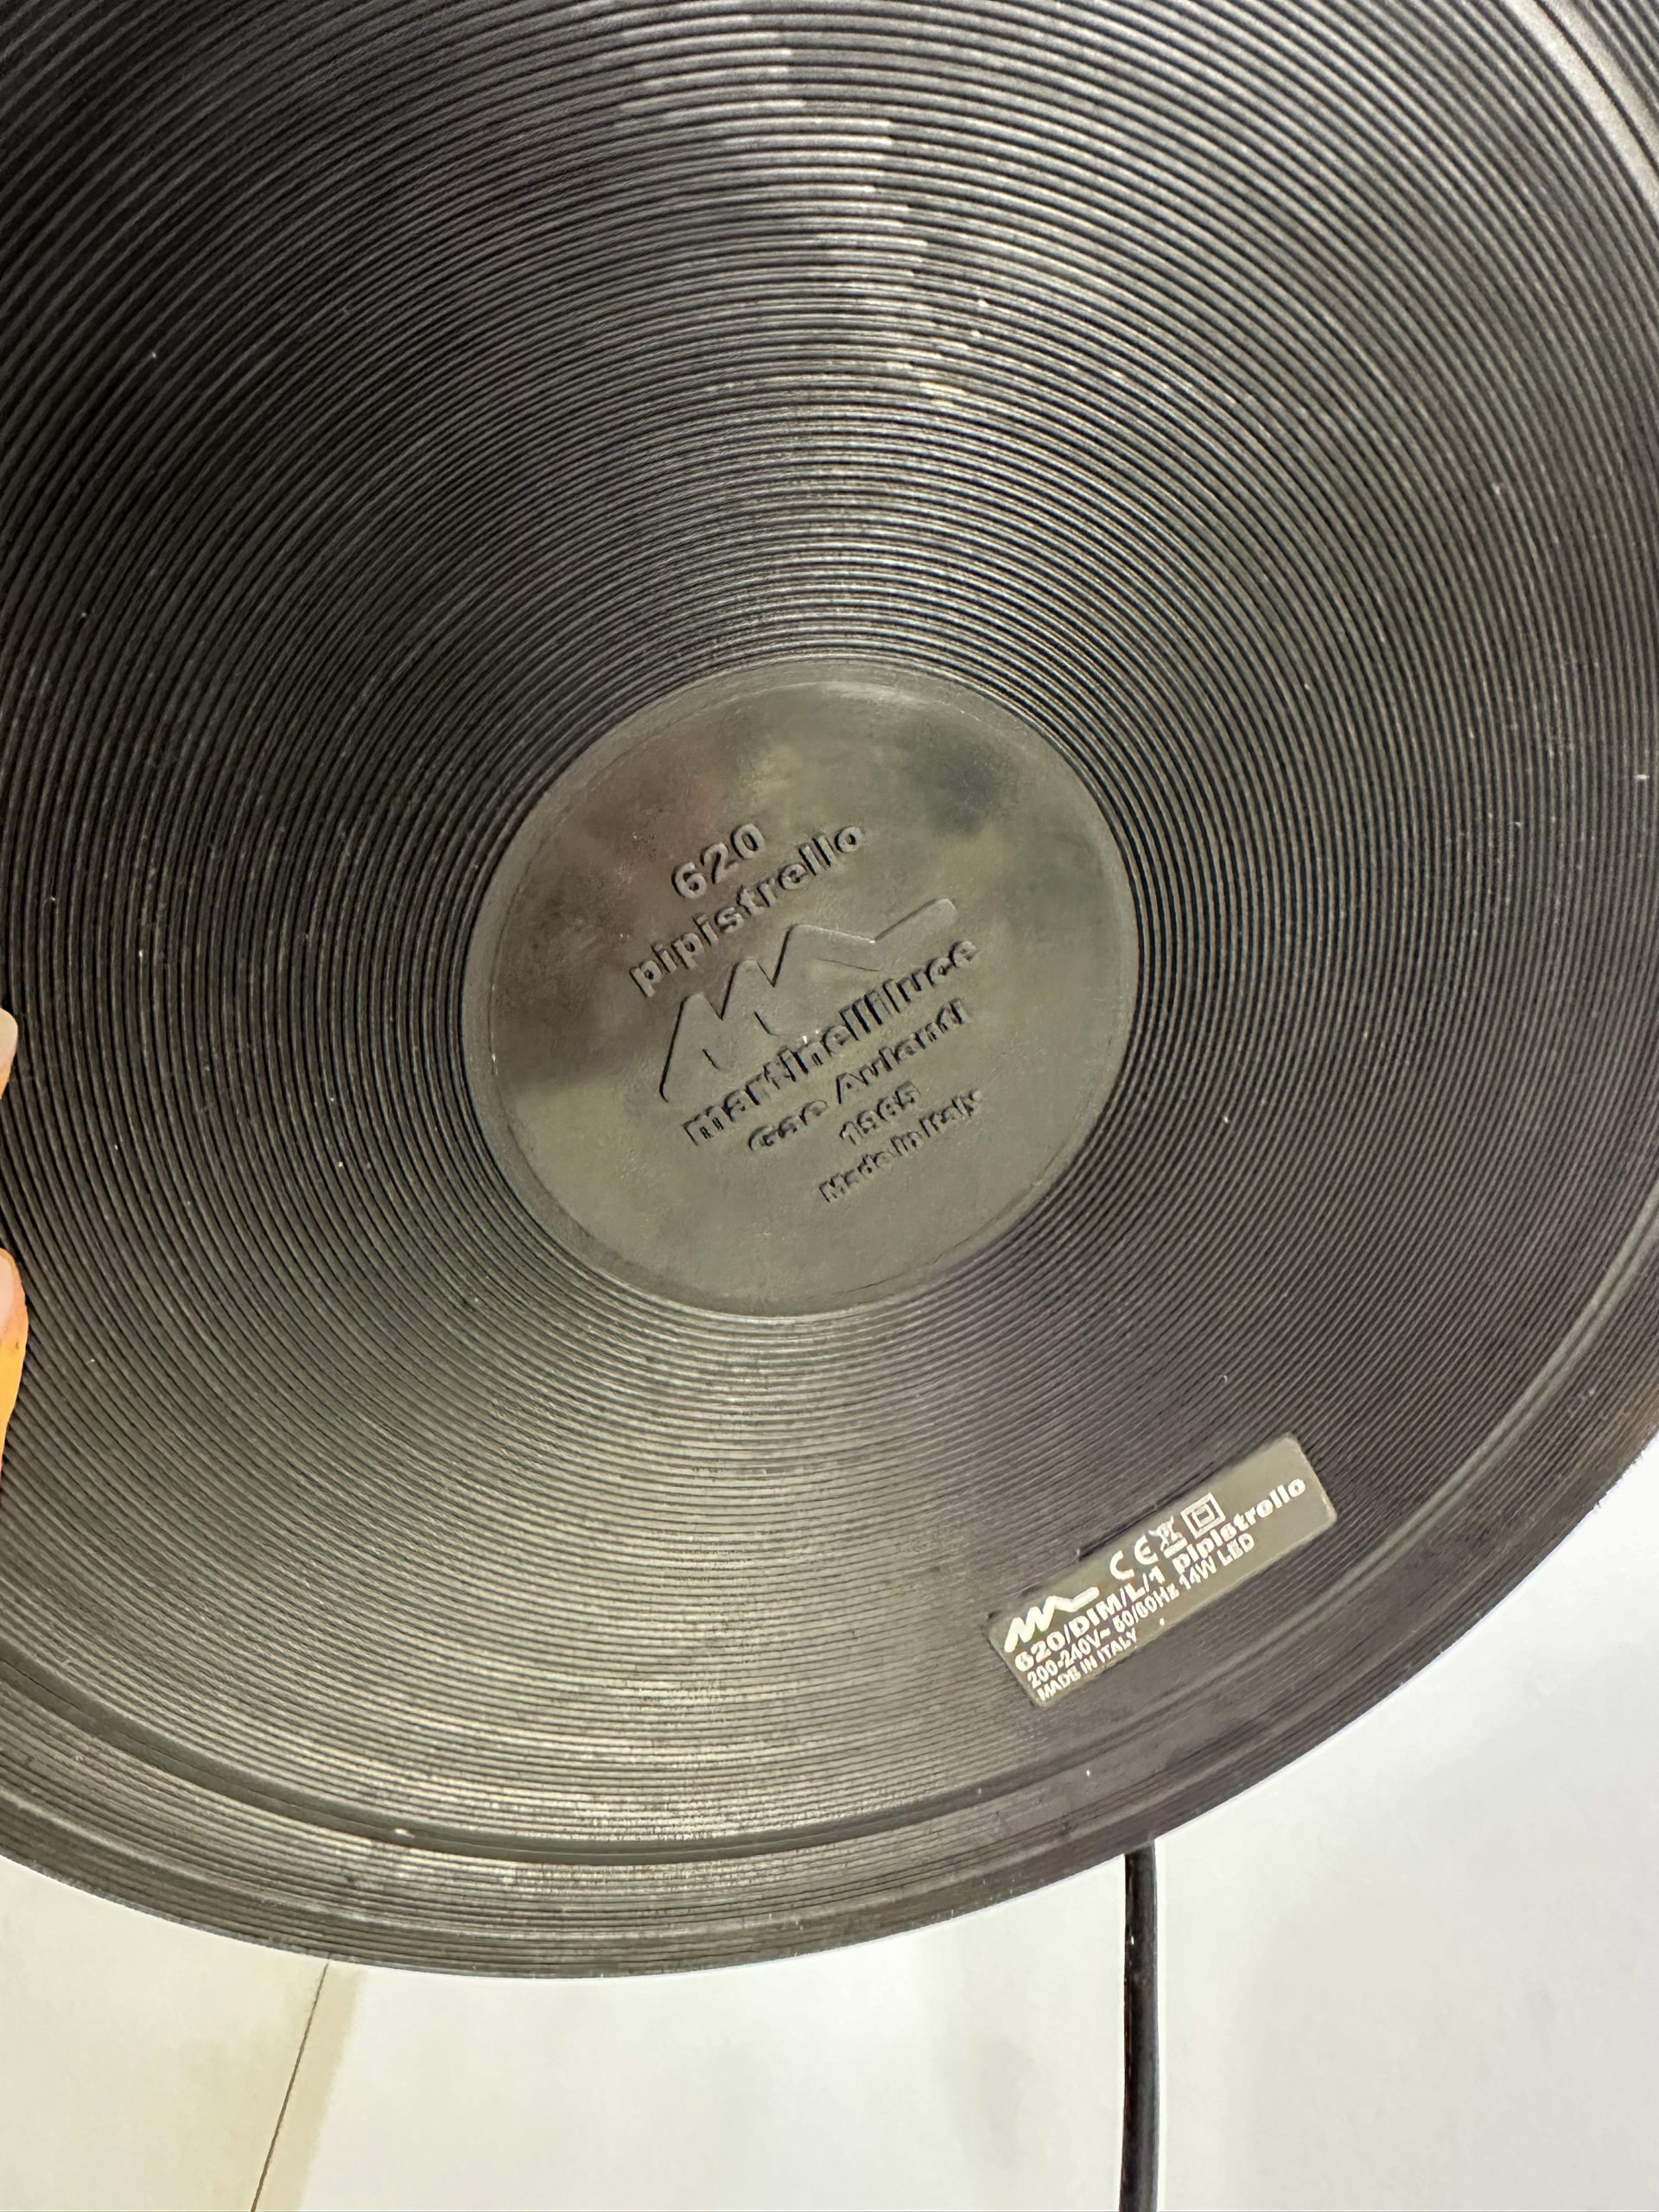 620
pipistrello
martinelliluce
Gae Aulenti
1965
Made in Italy
CE
620/DIM/L/1 pipistrello
200-240V~ 50/60Hz 14W LED
MADE IN ITALY